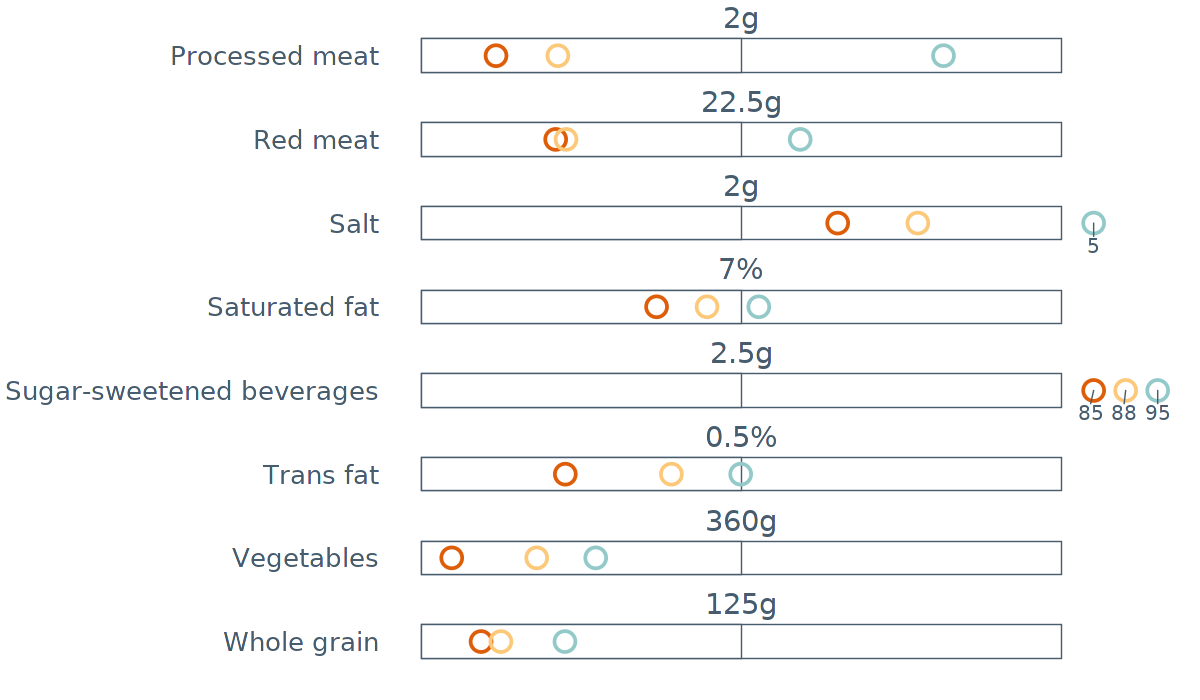 2g
Processed meat
22.5g
Red meat
2g
Salt
5
7%
Saturated fat
2.5g
Sugar-sweetened beverages
85 88 95
0.5%
Trans fat
360g
Vegetables
125g
Whole grain